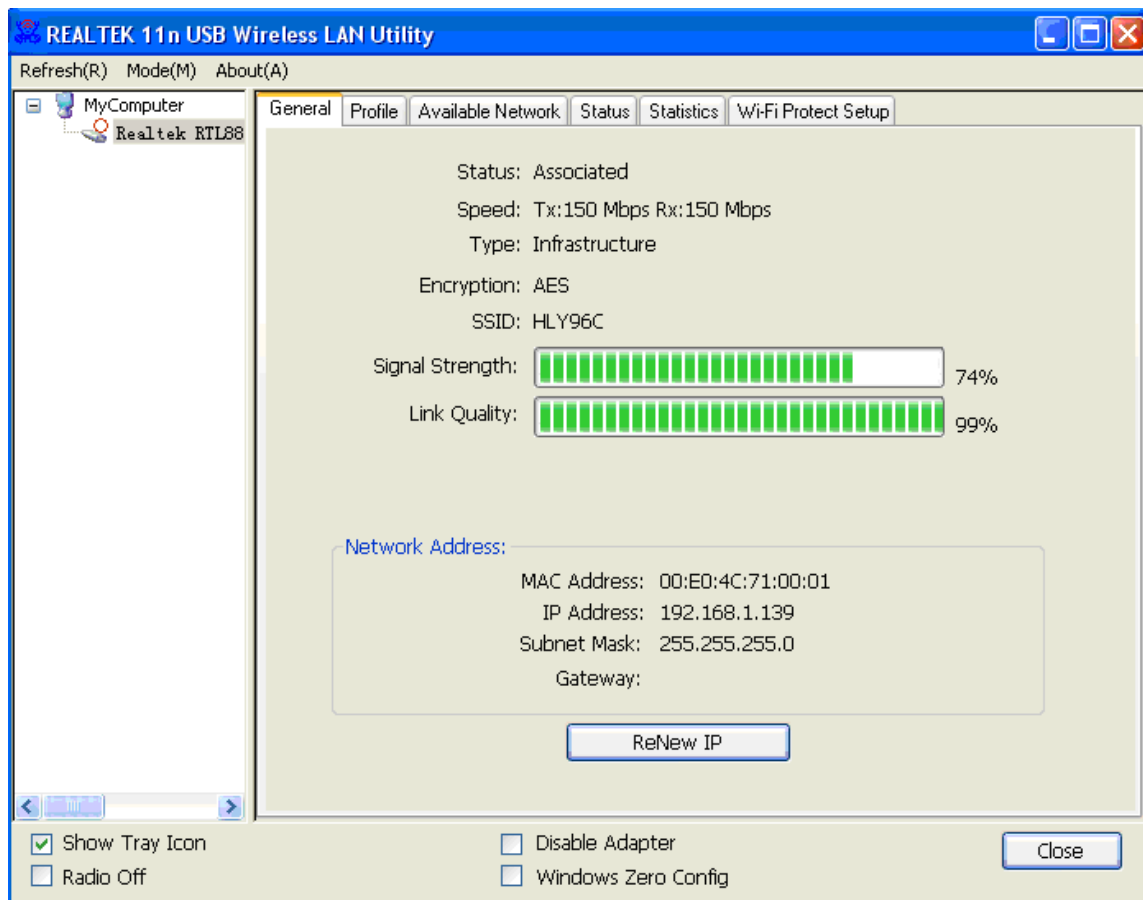 REALTEK 11n USB Wireless LAN Utility
Refresh(R) Mode(M) About(A)
MyComputer
Realtek RTL88
General Profile Available Network Status Statistics Wi-Fi Protect Setup
Status: Associated
Speed: Tx:150 Mbps Rx:150 Mbps
Type: Infrastructure
Encryption: AES
SSID: HLY96C
Signal Strength: 74%
Link Quality: 99%
Network Address:
MAC Address: 00:E0:4C:71:00:01
IP Address: 192.168.1.139
Subnet Mask: 255.255.255.0
Gateway:
ReNew IP
Show Tray Icon Disable Adapter Close
Radio Off Windows Zero Config